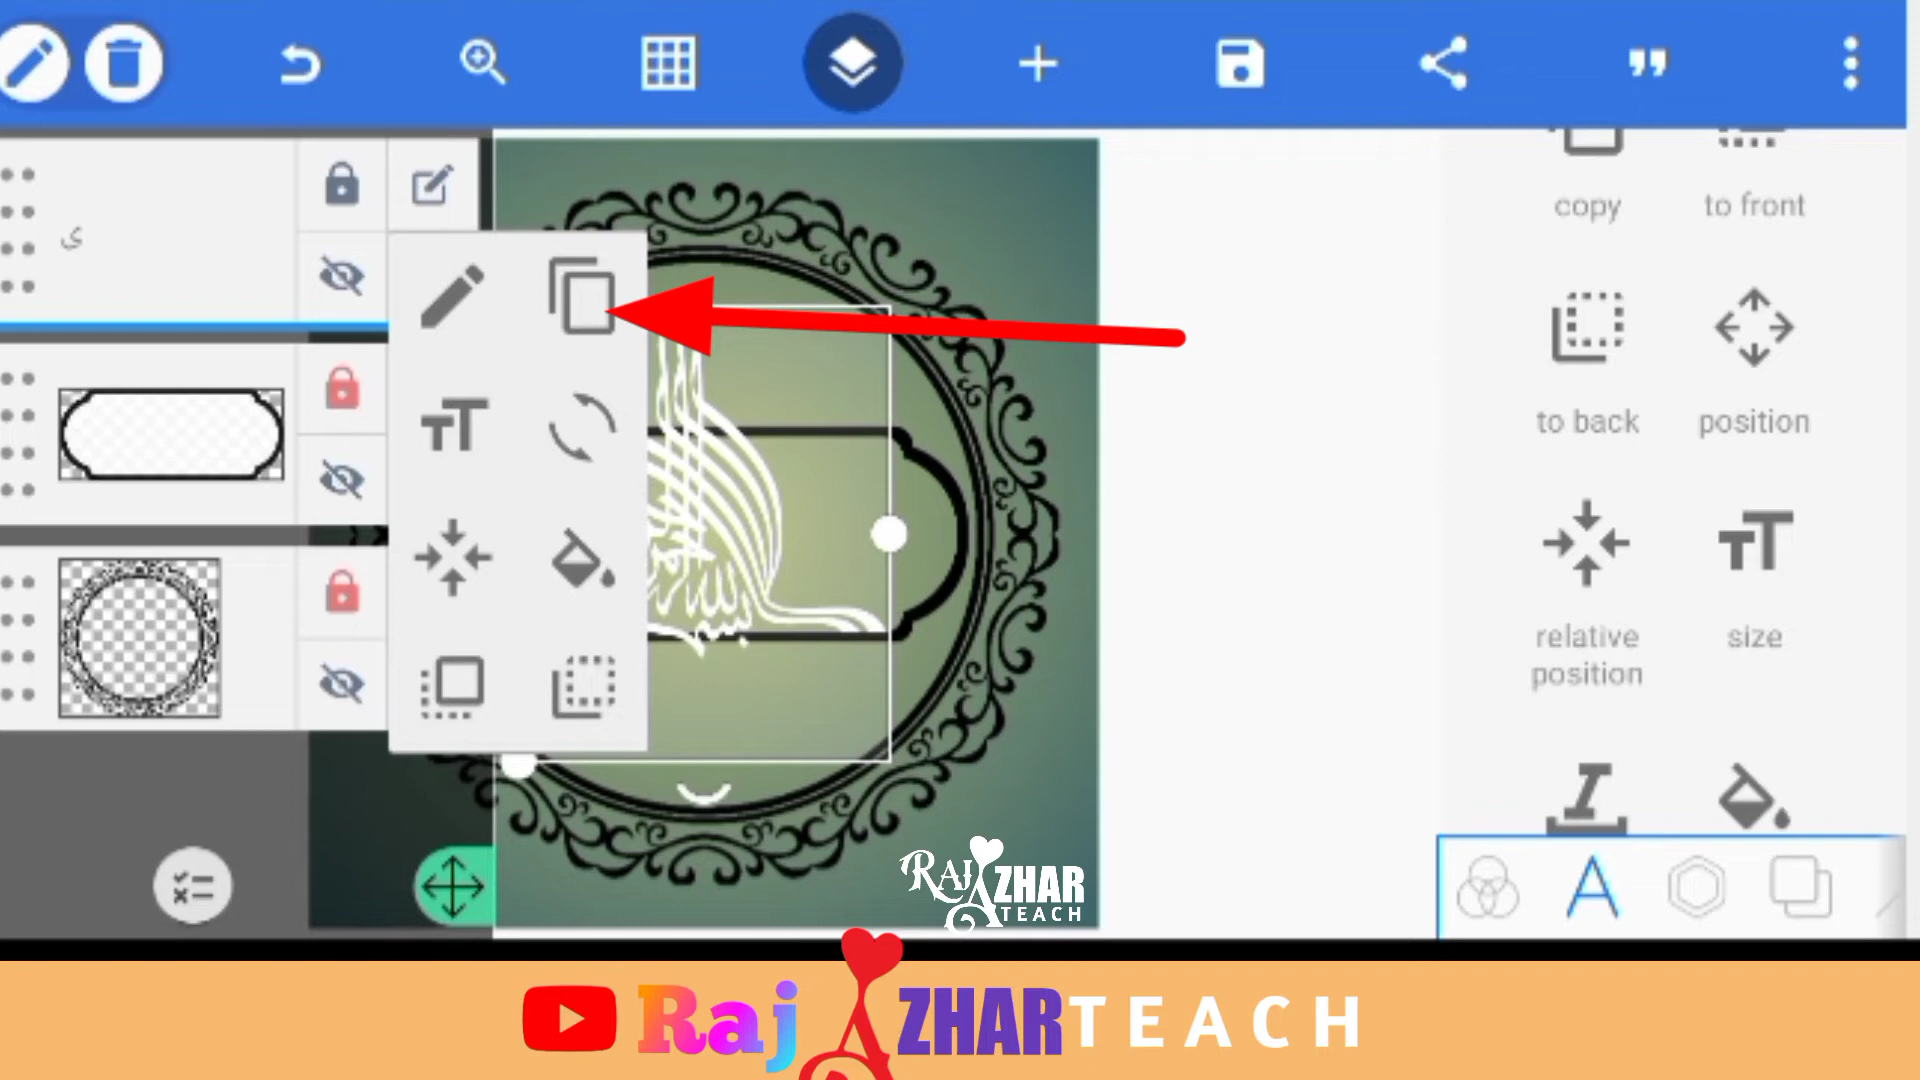 copy
to front
ی
to back
position
relative
position
size
RAJ AZHAR
TEACH
Raj AZHAR TEACH